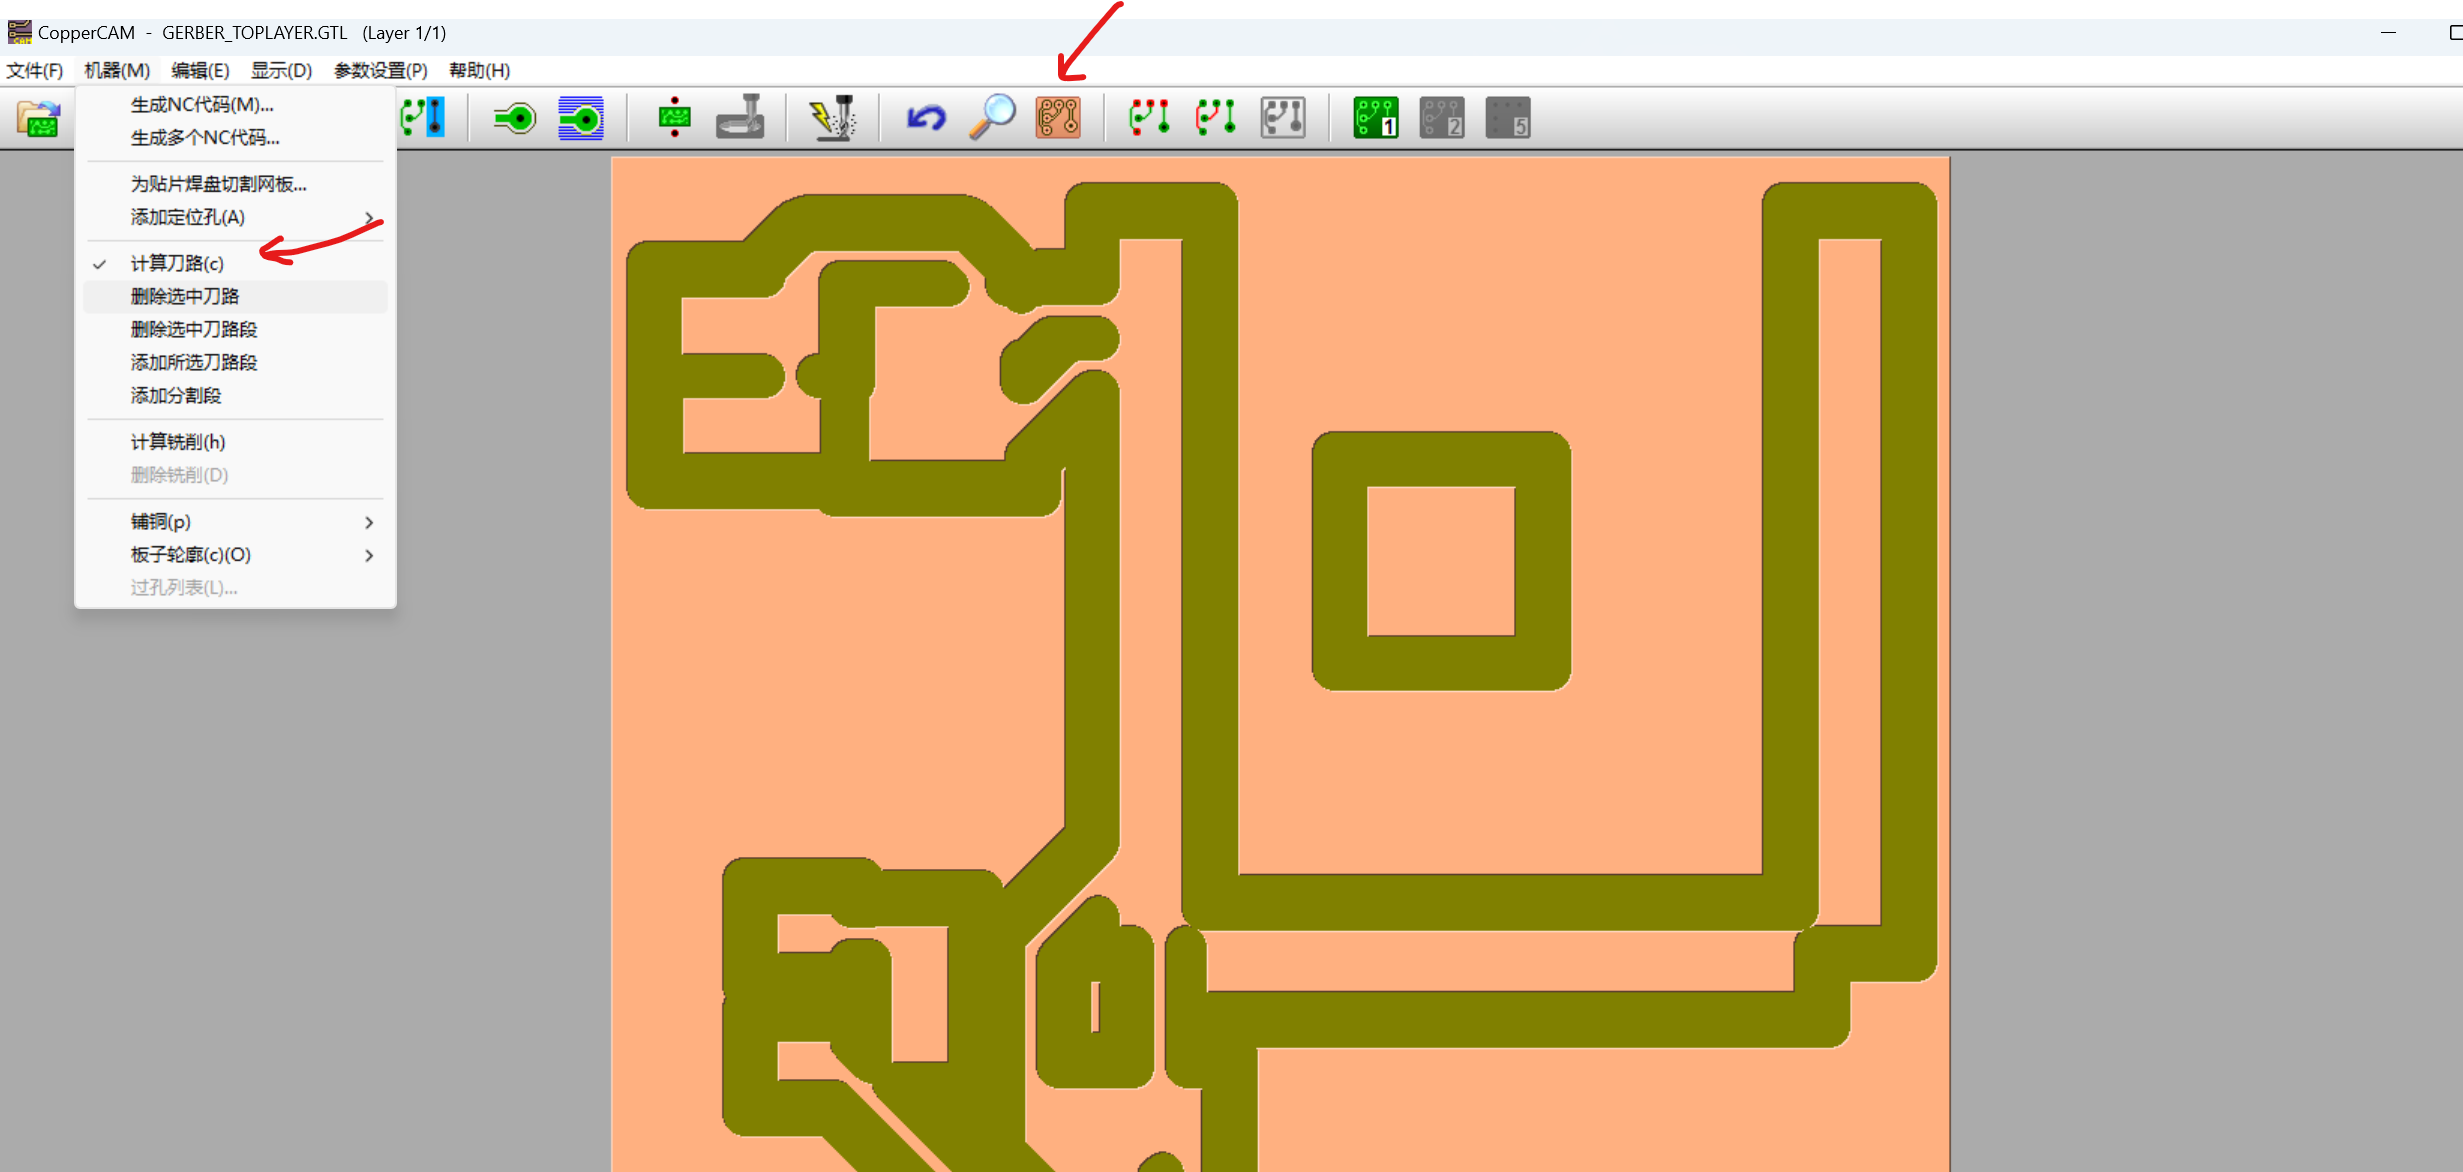 CopperCAM - GERBER_TOPLAYER.GTL (Layer 1/1)
文件(F) 机器(M) 编辑(E) 显示(D) 参数设置(P) 帮助(H)
1 2 5
生成NC代码(M)...
生成多个NC代码...
为贴片焊盘切割网板...
添加定位孔(A)
计算刀路(c)
删除选中刀路
删除选中刀路段
添加所选刀路段
添加分割段
计算铣削(h)
删除铣削(D)
铺铜(p)
板子轮廓(c)(O)
过孔列表(L)...